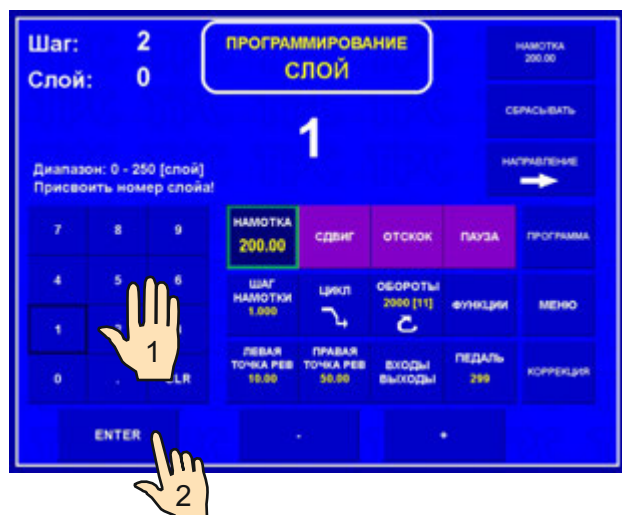 Шаг: 2
Слой: 0
ПРОГРАММИРОВАНИЕ
СЛОЙ
НАМОТКА
200.00
СБРАСЫВАТЬ
1
НАПРАВЛЕНИЕ
Диапазон: 0 - 250 [слой]
Присвоить номер слоя!
7 8 9
НАМОТКА
200.00
СДВИГ
ОТСКОК
ПАУЗА
ПРОГРАММА
4 5 6
ШАГ
НАМОТКИ
1.000
ЦИКЛ
ОБОРОТЫ
2000 [11]
ФУНКЦИИ
МЕНЮ
1
1
0 .
ЛЕВАЯ
ТОЧКА РЕВ
10.00
ПРАВАЯ
ТОЧКА РЕВ
50.00
ВХОДЫ
ВЫХОДЫ
ПЕДАЛЬ
299
КОРРЕКЦИЯ
ENTER
-
+
2